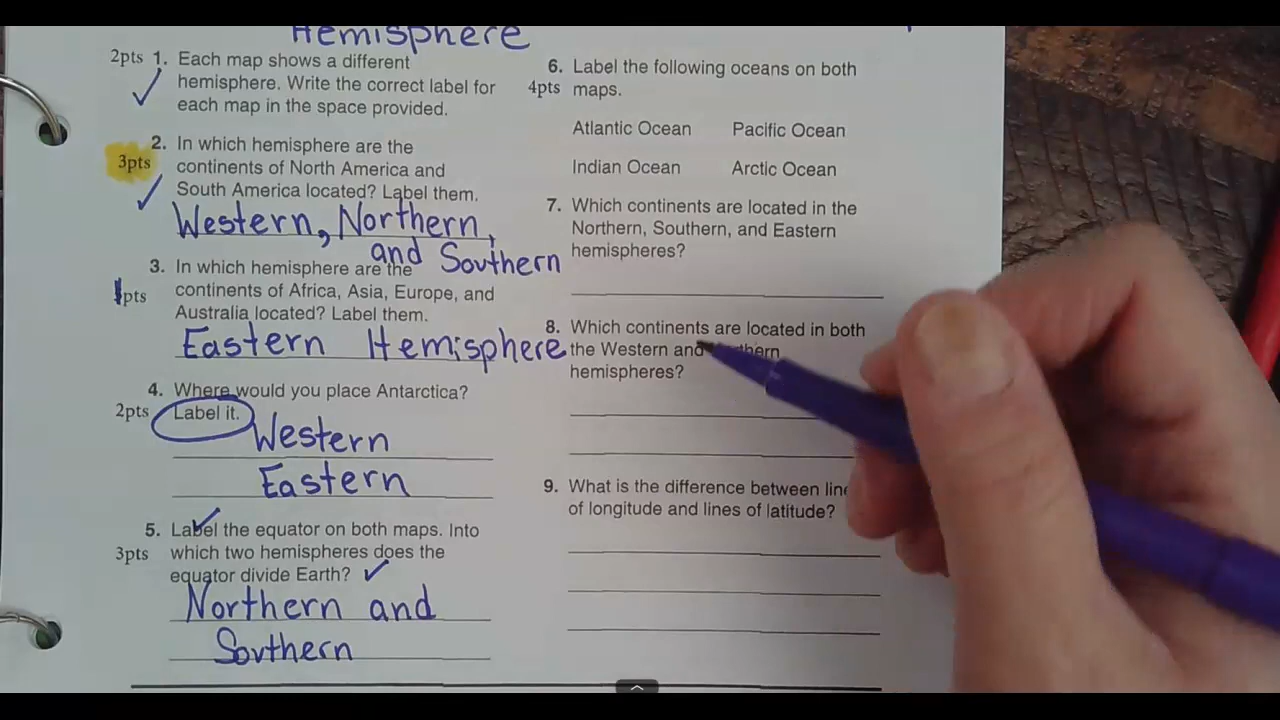 Hemisphere
2pts 1. Each map shows a different
hemisphere. Write the correct label for
each map in the space provided.
2. In which hemisphere are the
3pts continents of North America and
South America located? Label them.
Western, Northern,
and Southern
3. In which hemisphere are the
1pts continents of Africa, Asia, Europe, and
Australia located? Label them.
Eastern Hemisphere
4. Where would you place Antarctica?
2pts Label it.
Western
Eastern
5. Label the equator on both maps. Into
3pts which two hemispheres does the
equator divide Earth?
Northern and
Southern
6. Label the following oceans on both
4pts maps.
Atlantic Ocean Pacific Ocean
Indian Ocean Arctic Ocean
7. Which continents are located in the
Northern, Southern, and Eastern
hemispheres?
8. Which continents are located in both
the Western and
hemispheres?
9. What is the difference between
of longitude and lines of latitude?